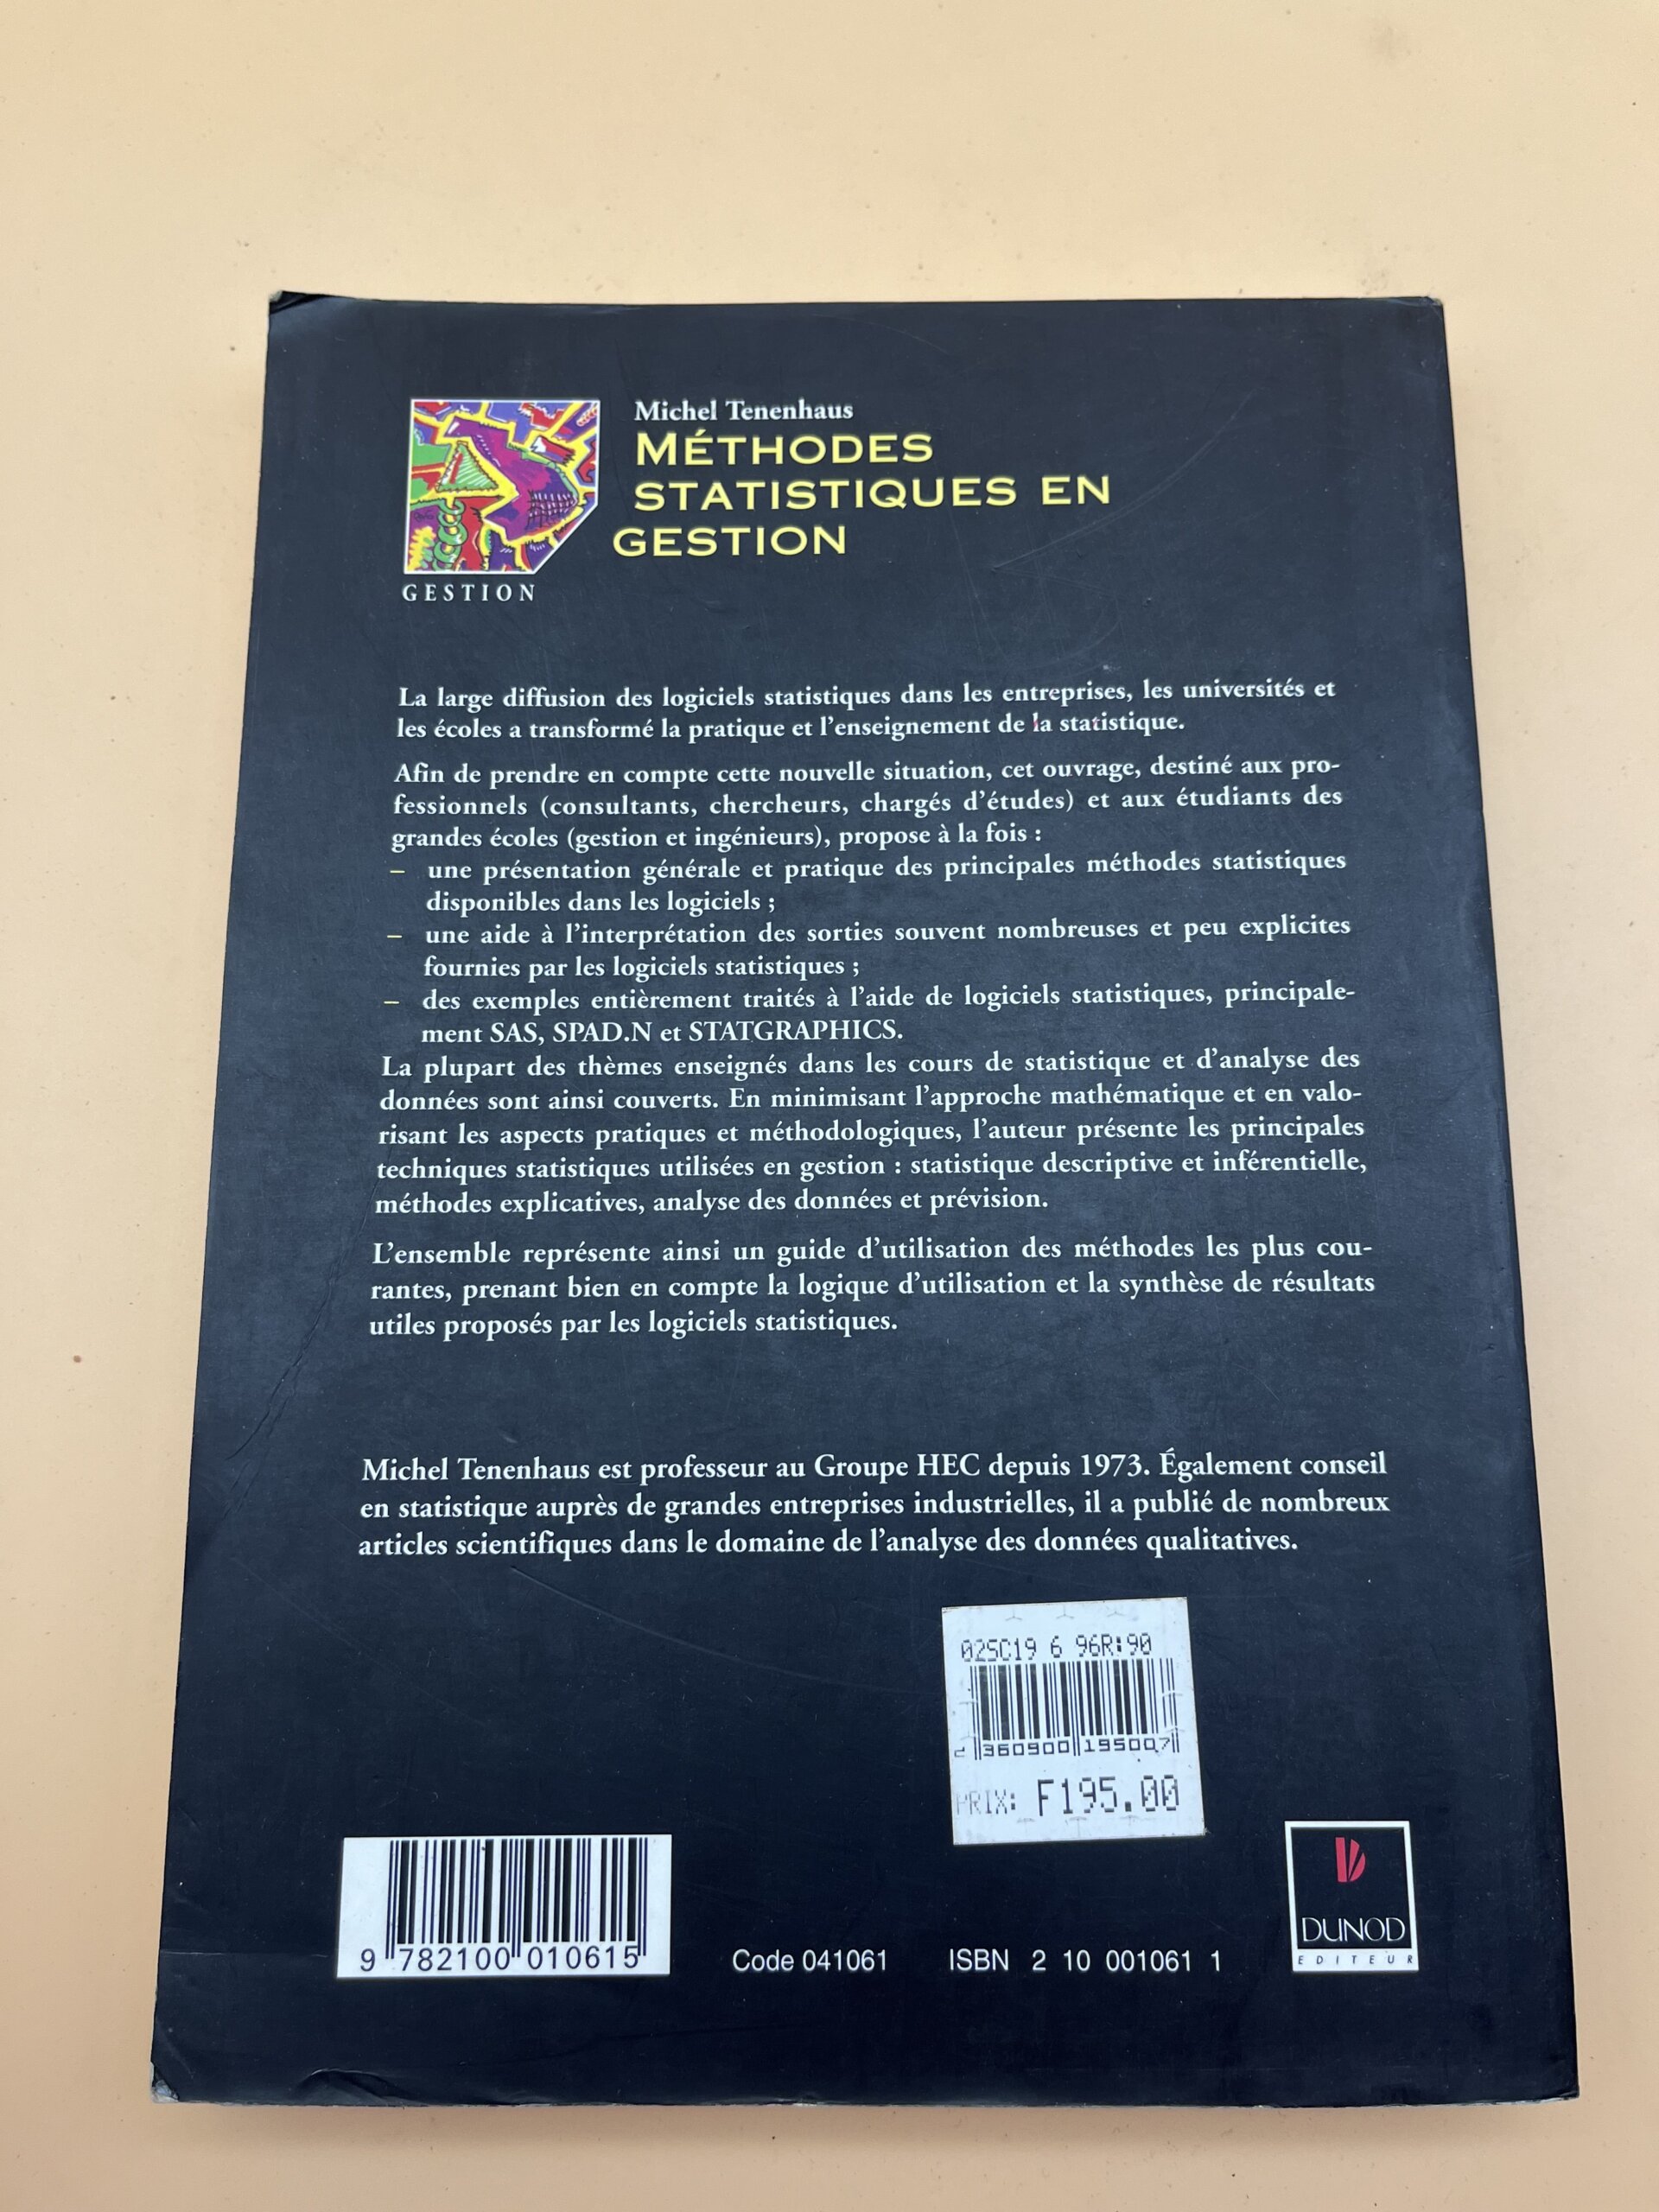 Michel Tenenhaus
MÉTHODES
STATISTIQUES EN
GESTION
GESTION
La large diffusion des logiciels statistiques dans les entreprises, les universités et
les écoles a transformé la pratique et l'enseignement de la statistique.
Afin de prendre en compte cette nouvelle situation, cet ouvrage, destiné aux pro-
fessionnels (consultants, chercheurs, chargés d'études) et aux étudiants des
grandes écoles (gestion et ingénieurs), propose à la fois :
– une présentation générale et pratique des principales méthodes statistiques
disponibles dans les logiciels ;
– une aide à l'interprétation des sorties souvent nombreuses et peu explicites
fournies par les logiciels statistiques ;
– des exemples entièrement traités à l'aide de logiciels statistiques, principale-
ment SAS, SPAD.N et STATGRAPHICS.
La plupart des thèmes enseignés dans les cours de statistique et d'analyse des
données sont ainsi couverts. En minimisant l'approche mathématique et en valo-
risant les aspects pratiques et méthodologiques, l'auteur présente les principales
techniques statistiques utilisées en gestion : statistique descriptive et inférentielle,
méthodes explicatives, analyse des données et prévision.
L'ensemble représente ainsi un guide d'utilisation des méthodes les plus cou-
rantes, prenant bien en compte la logique d'utilisation et la synthèse de résultats
utiles proposés par les logiciels statistiques.
Michel Tenenhaus est professeur au Groupe HEC depuis 1973. Également conseil
en statistique auprès de grandes entreprises industrielles, il a publié de nombreux
articles scientifiques dans le domaine de l'analyse des données qualitatives.
02SC19 6 96R:90
2 360900 195007
PRIX: F195.00
9 782100 010615
Code 041061 ISBN 2 10 001061 1
DUNOD
EDITEUR